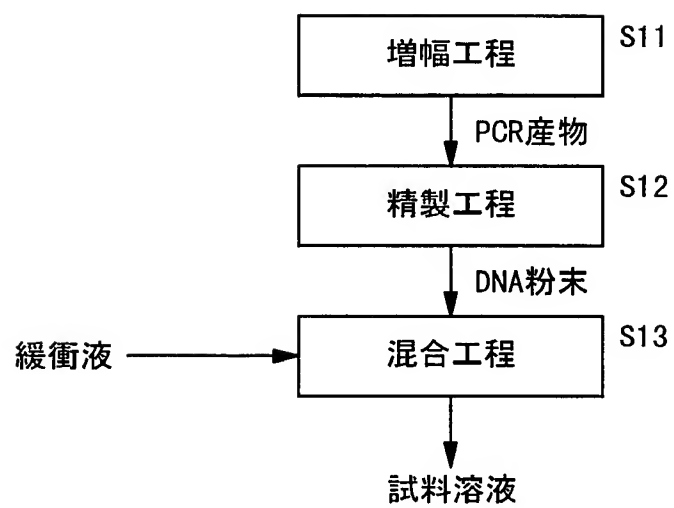 増幅工程 S11
PCR産物
精製工程 S12
DNA粉末
混合工程 S13
緩衝液
試料溶液